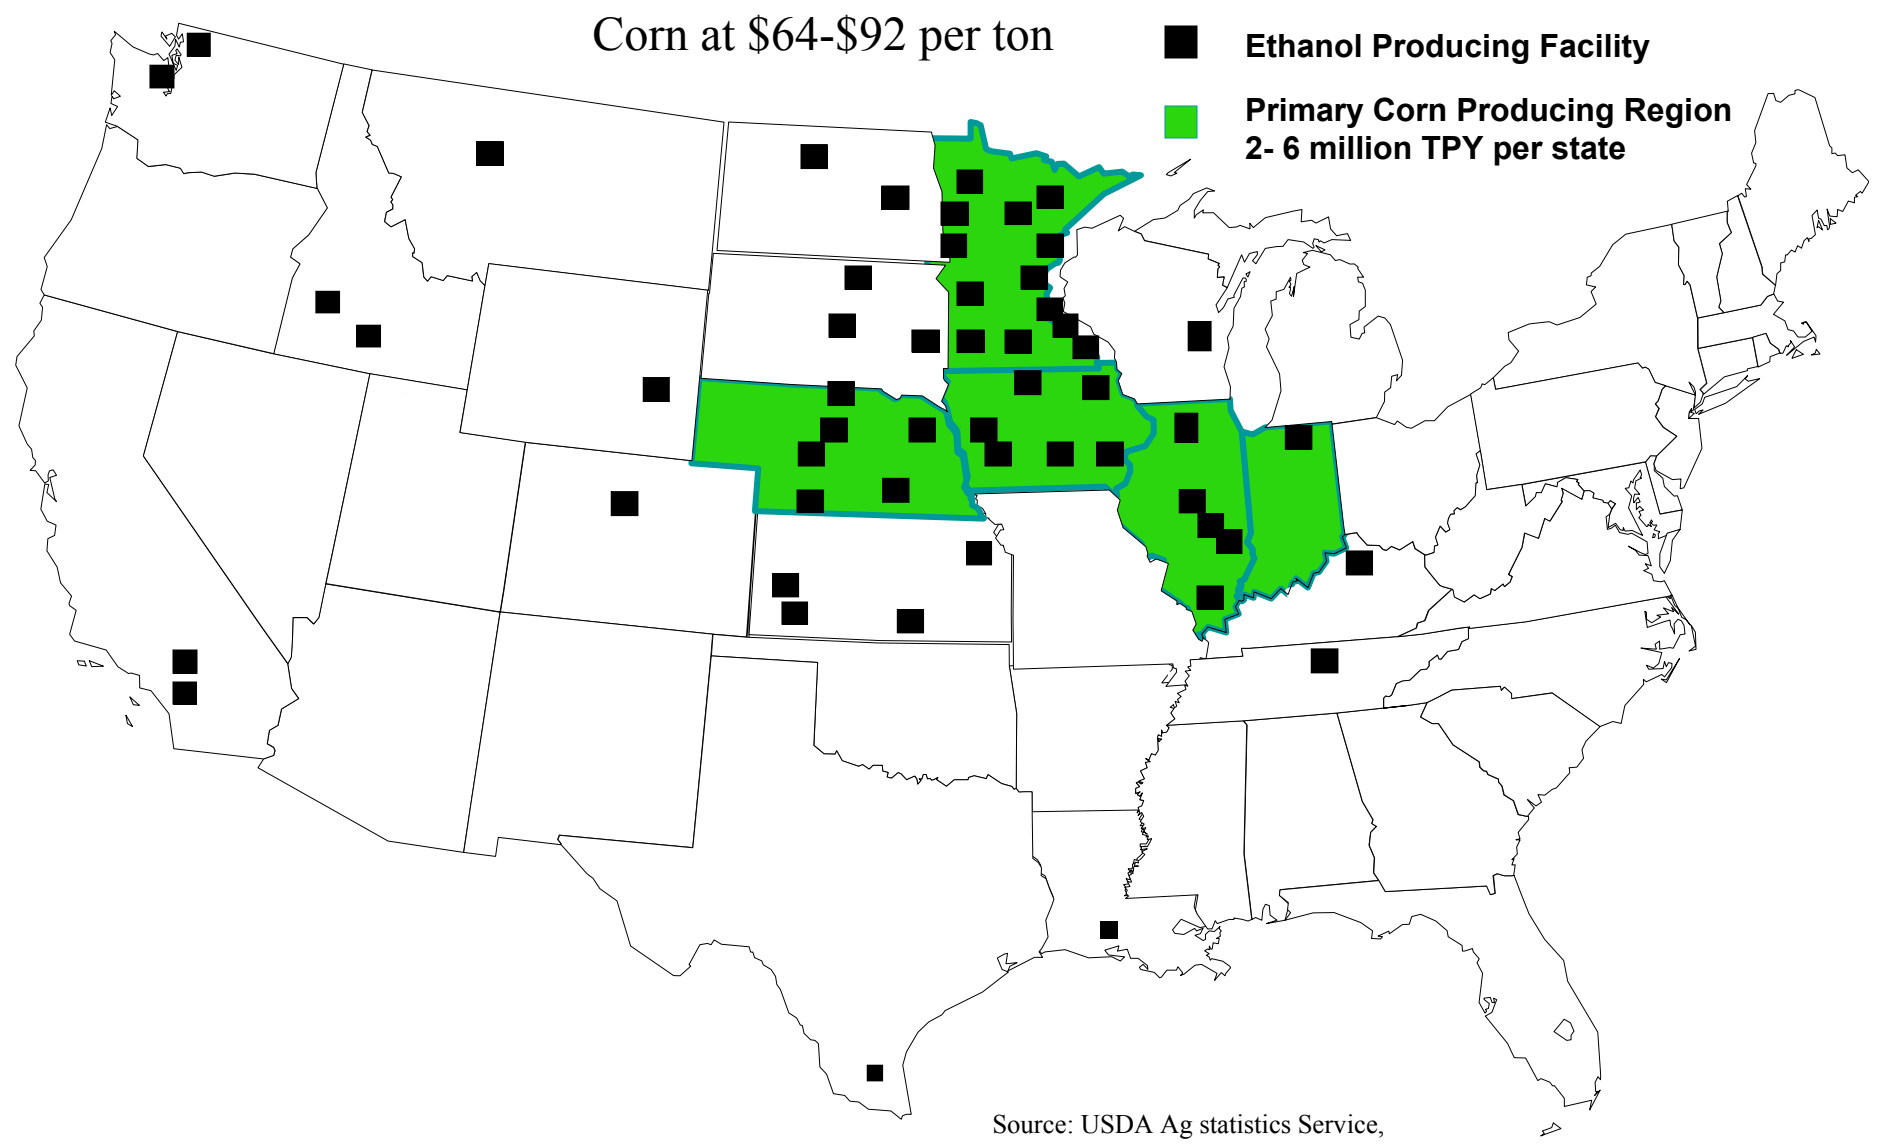 Corn at $64-$92 per ton
Ethanol Producing Facility
Primary Corn Producing Region
2- 6 million TPY per state
Source: USDA Ag statistics Service,